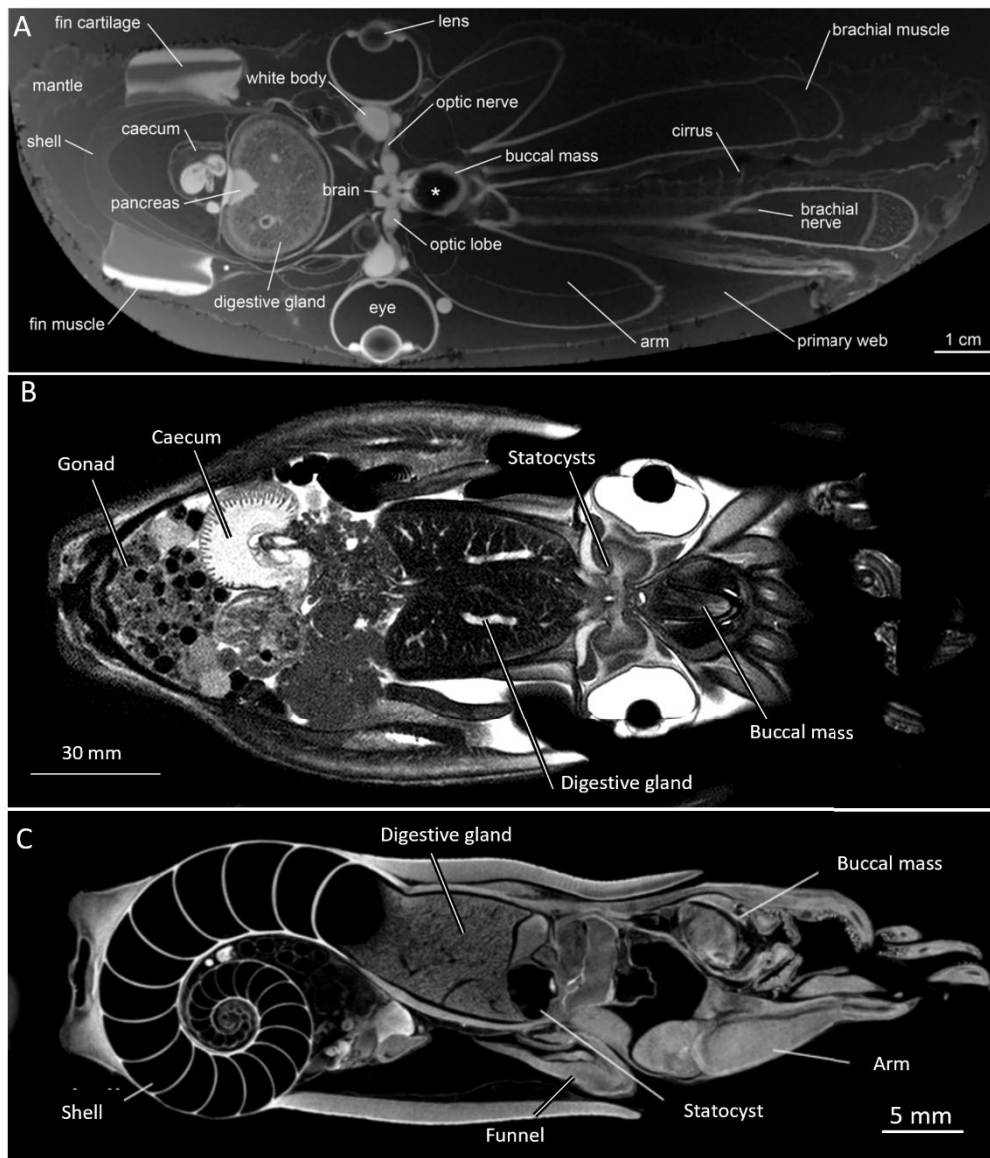 A
fin cartilage
lens
brachial muscle
mantle
white body
optic nerve
shell
caecum
cirrus
buccal mass
*
brain
pancreas
brachial
nerve
optic lobe
digestive gland
eye
fin muscle
arm
primary web
1 cm
B
Caecum
Gonad
Statocysts
Buccal mass
30 mm
Digestive gland
C
Digestive gland
Buccal mass
Arm
Shell
Statocyst
Funnel
5 mm